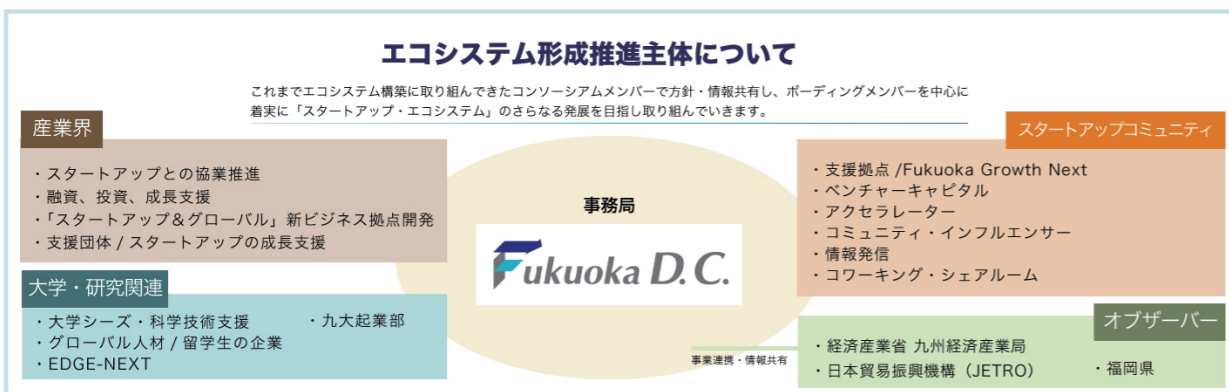 エコシステム形成推進主体について
これまでエコシステム構築に取り組んできたコンソーシアムメンバーで方針・情報共有し、ボーディングメンバーを中心に
着実に「スタートアップ・エコシステム」のさらなる発展を目指し取り組んでいきます。
産業界
・スタートアップとの協業推進
・融資、投資、成長支援
・「スタートアップ＆グローバル」新ビジネス拠点開発
・支援団体 / スタートアップの成長支援
大学・研究関連
・大学シーズ・科学技術支援 ・九大起業部
・グローバル人材 / 留学生の企業
・EDGE-NEXT
事務局
Fukuoka D.C.
スタートアップコミュニティ
・支援拠点 /Fukuoka Growth Next
・ベンチャーキャピタル
・アクセラレーター
・コミュニティ・インフルエンサー
・情報発信
・コワーキング・シェアルーム
オブザーバー
事業連携・情報共有
・経済産業省 九州経済産業局
・日本貿易振興機構（JETRO） ・福岡県